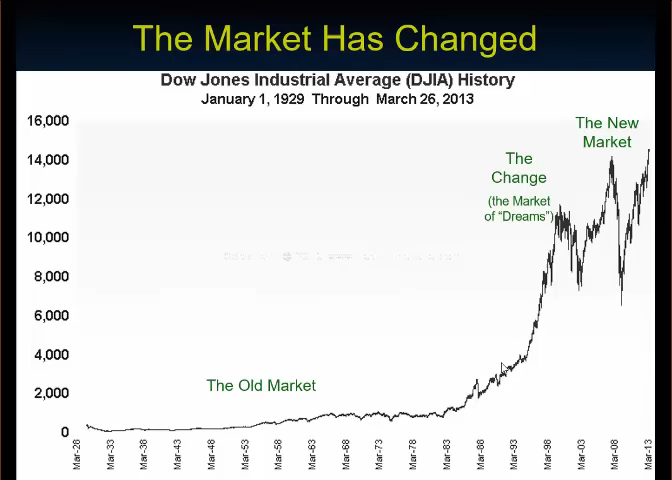 The Market Has Changed
Dow Jones Industrial Average (DJIA) History
January 1, 1929 Through March 26, 2013
16,000
14,000
12,000
10,000
8,000
6,000
4,000
2,000
0
The New
Market
The
Change
(the Market
of "Dreams")
The Old Market
Mar-28
Mar-33
Mar-38
Mar-43
Mar-48
Mar-53
Mar-58
Mar-63
Mar-68
Mar-73
Mar-78
Mar-83
Mar-88
Mar-93
Mar-98
Mar-03
Mar-08
Mar-13